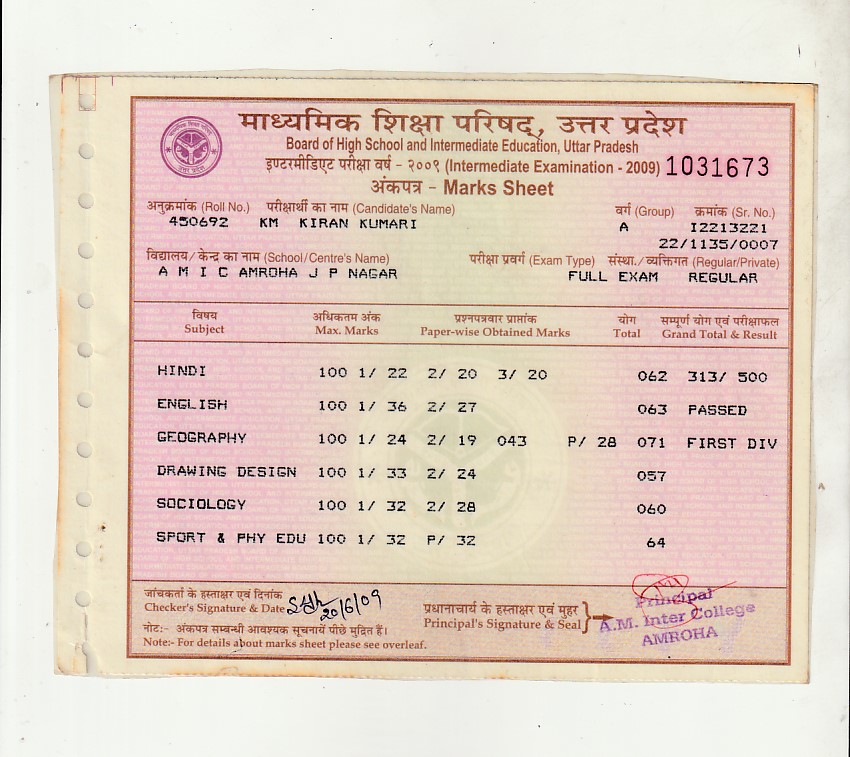 माध्यमिक शिक्षा परिषद्, उत्तर प्रदेश
Board of High School and Intermediate Education, Uttar Pradesh
इण्टरमीडिएट परीक्षा वर्ष - २००९ (Intermediate Examination - 2009) 1031673
अंकपत्र - Marks Sheet
अनुक्रमांक (Roll No.) परीक्षार्थी का नाम (Candidate's Name) वर्ग (Group) क्रमांक (Sr. No.)
450692 KM KIRAN KUMARI A I2213221
22/1135/0007
विद्यालय/केन्द्र का नाम (School/Centre's Name) परीक्षा प्रवर्ग (Exam Type) संस्था./व्यक्तिगत (Regular/Private)
A M I C AMROHA J P NAGAR FULL EXAM REGULAR
विषय अधिकतम अंक प्रश्नपत्रवार प्राप्तांक योग सम्पूर्ण योग एवं परीक्षाफल
Subject Max. Marks Paper-wise Obtained Marks Total Grand Total & Result
HINDI 100 1/ 22 2/ 20 3/ 20 062 313/ 500
ENGLISH 100 1/ 36 2/ 27 063 PASSED
GEOGRAPHY 100 1/ 24 2/ 19 043 P/ 28 071 FIRST DIV
DRAWING DESIGN 100 1/ 33 2/ 24 057
SOCIOLOGY 100 1/ 32 2/ 28 060
SPORT & PHY EDU 100 1/ 32 P/ 32 64
जांचकर्ता के हस्ताक्षर एवं दिनांक
Checker's Signature & Date 20/6/09
प्रधानाचार्य के हस्ताक्षर एवं मुहर
Principal's Signature & Seal
Principal
A.M. Inter College
AMROHA
नोटः- अंकपत्र सम्बन्धी आवश्यक सूचनायें पीछे मुद्रित हैं।
Note:- For details about marks sheet please see overleaf.